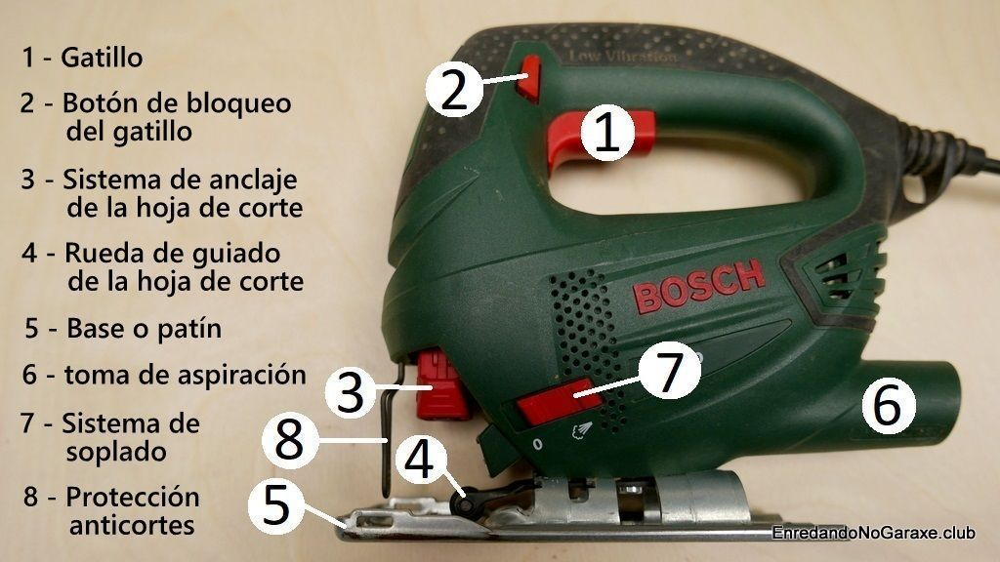 1 - Gatillo
2 - Botón de bloqueo
del gatillo
3 - Sistema de anclaje
de la hoja de corte
4 - Rueda de guiado
de la hoja de corte
5 - Base o patín
6 - toma de aspiración
7 - Sistema de
soplado
8 - Protección
anticortes
Low Vibration
2
1
BOSCH
3
7
6
0
8
4
5
EnredandoNoGaraxe.club